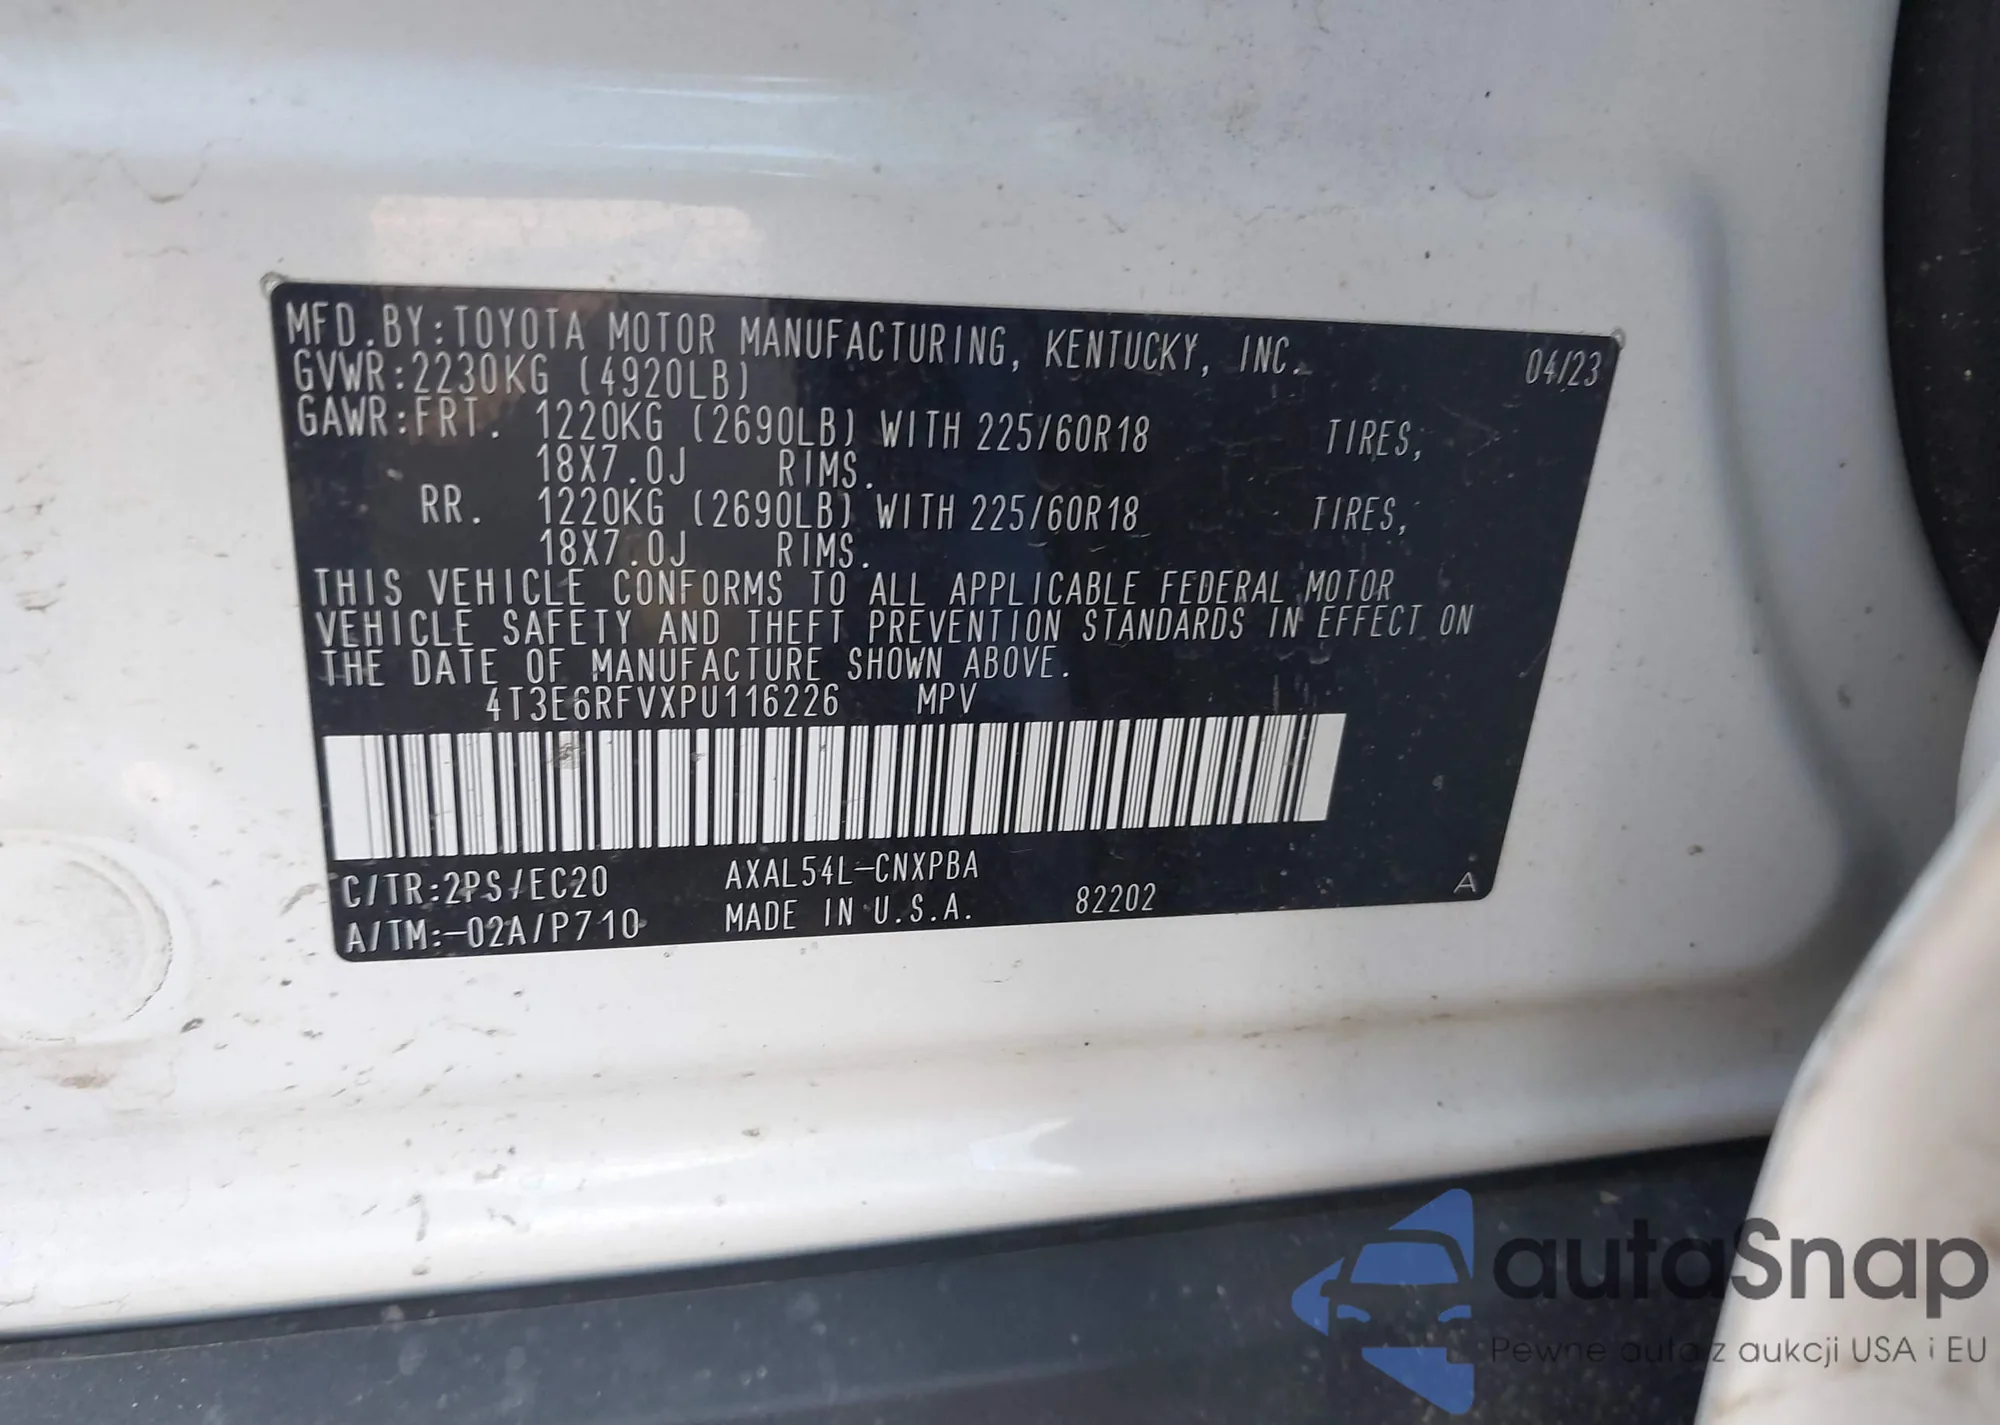 MFD.BY:TOYOTA MOTOR MANUFACTURING, KENTUCKY, INC. 04/23
GVWR:2230KG (4920LB)
GAWR:FRT. 1220KG (2690LB) WITH 225/60R18 TIRES,
18X7.0J RIMS.
RR. 1220KG (2690LB) WITH 225/60R18 TIRES,
18X7.0J RIMS.
THIS VEHICLE CONFORMS TO ALL APPLICABLE FEDERAL MOTOR
VEHICLE SAFETY AND THEFT PREVENTION STANDARDS IN EFFECT ON
THE DATE OF MANUFACTURE SHOWN ABOVE.
4T3E6RFVXPU116226 MPV
C/TR:2PS/EC20 AXAL54L-CNXPBA
A/TM:-02A/P710 MADE IN U.S.A. 82202 A
autaSnap
Pewne auta z aukcji USA i EU